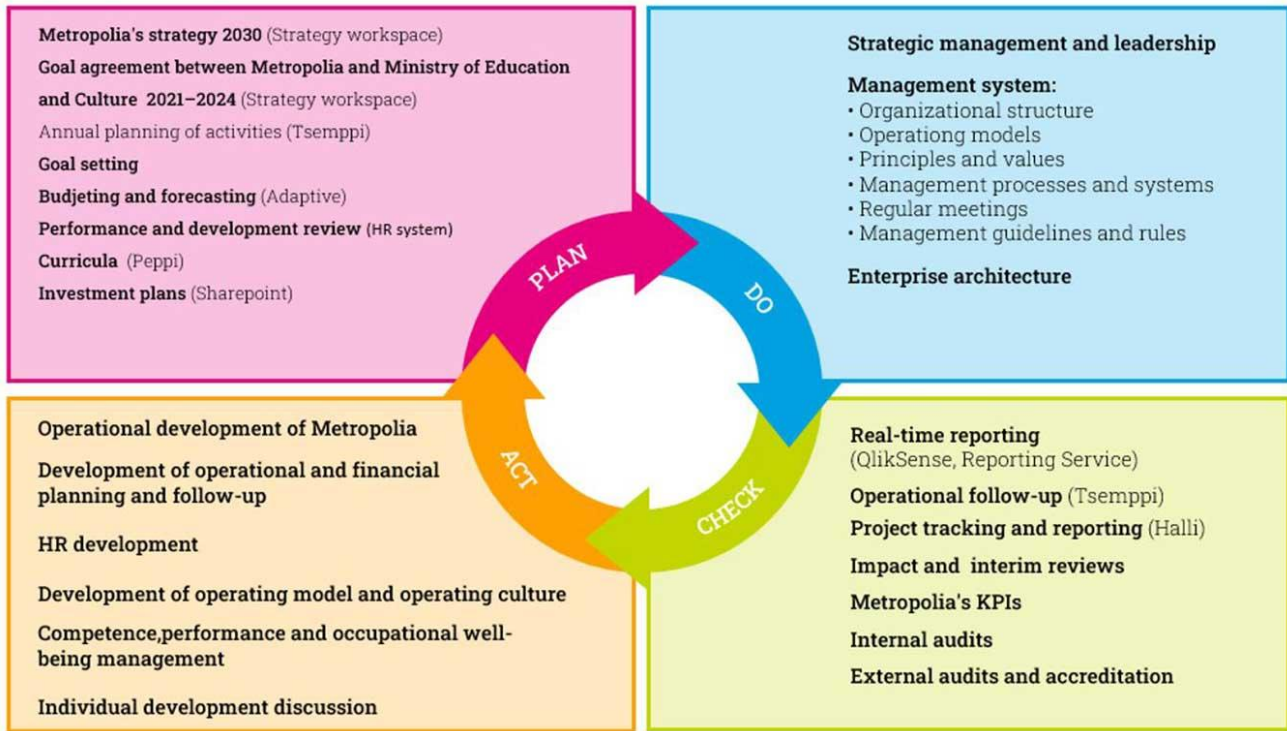 Metropolia's strategy 2030 (Strategy workspace)
Goal agreement between Metropolia and Ministry of Education
and Culture 2021–2024 (Strategy workspace)
Annual planning of activities (Tsemppi)
Goal setting
Budjeting and forecasting (Adaptive)
Performance and development review (HR system)
Curricula (Peppi)
Investment plans (Sharepoint)
Strategic management and leadership
Management system:
• Organizational structure
• Operationg models
• Principles and values
• Management processes and systems
• Regular meetings
• Management guidelines and rules
Enterprise architecture
PLAN
DO
ACT
CHECK
Operational development of Metropolia
Development of operational and financial
planning and follow-up
HR development
Development of operating model and operating culture
Competence,performance and occupational well-
being management
Individual development discussion
Real-time reporting
(QlikSense, Reporting Service)
Operational follow-up (Tsemppi)
Project tracking and reporting (Halli)
Impact and interim reviews
Metropolia's KPIs
Internal audits
External audits and accreditation